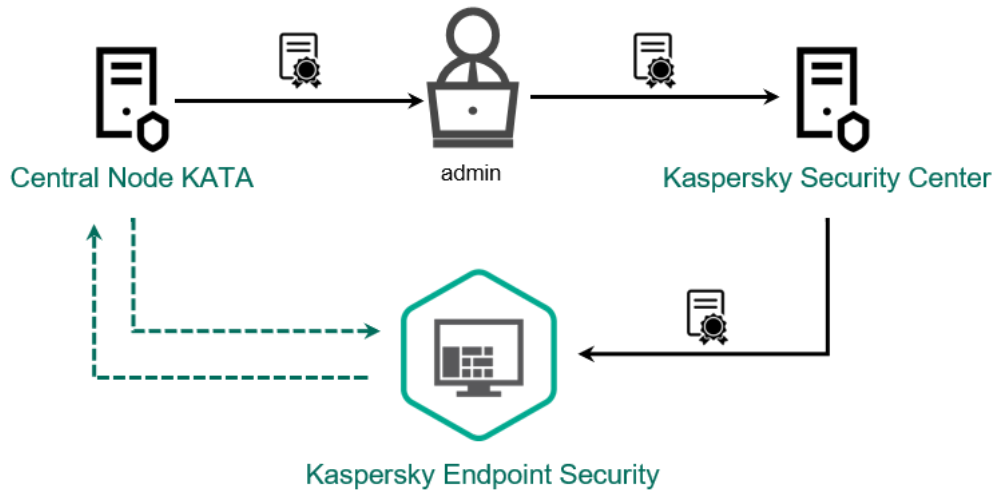 admin
Central Node KATA
Kaspersky Security Center
Kaspersky Endpoint Security